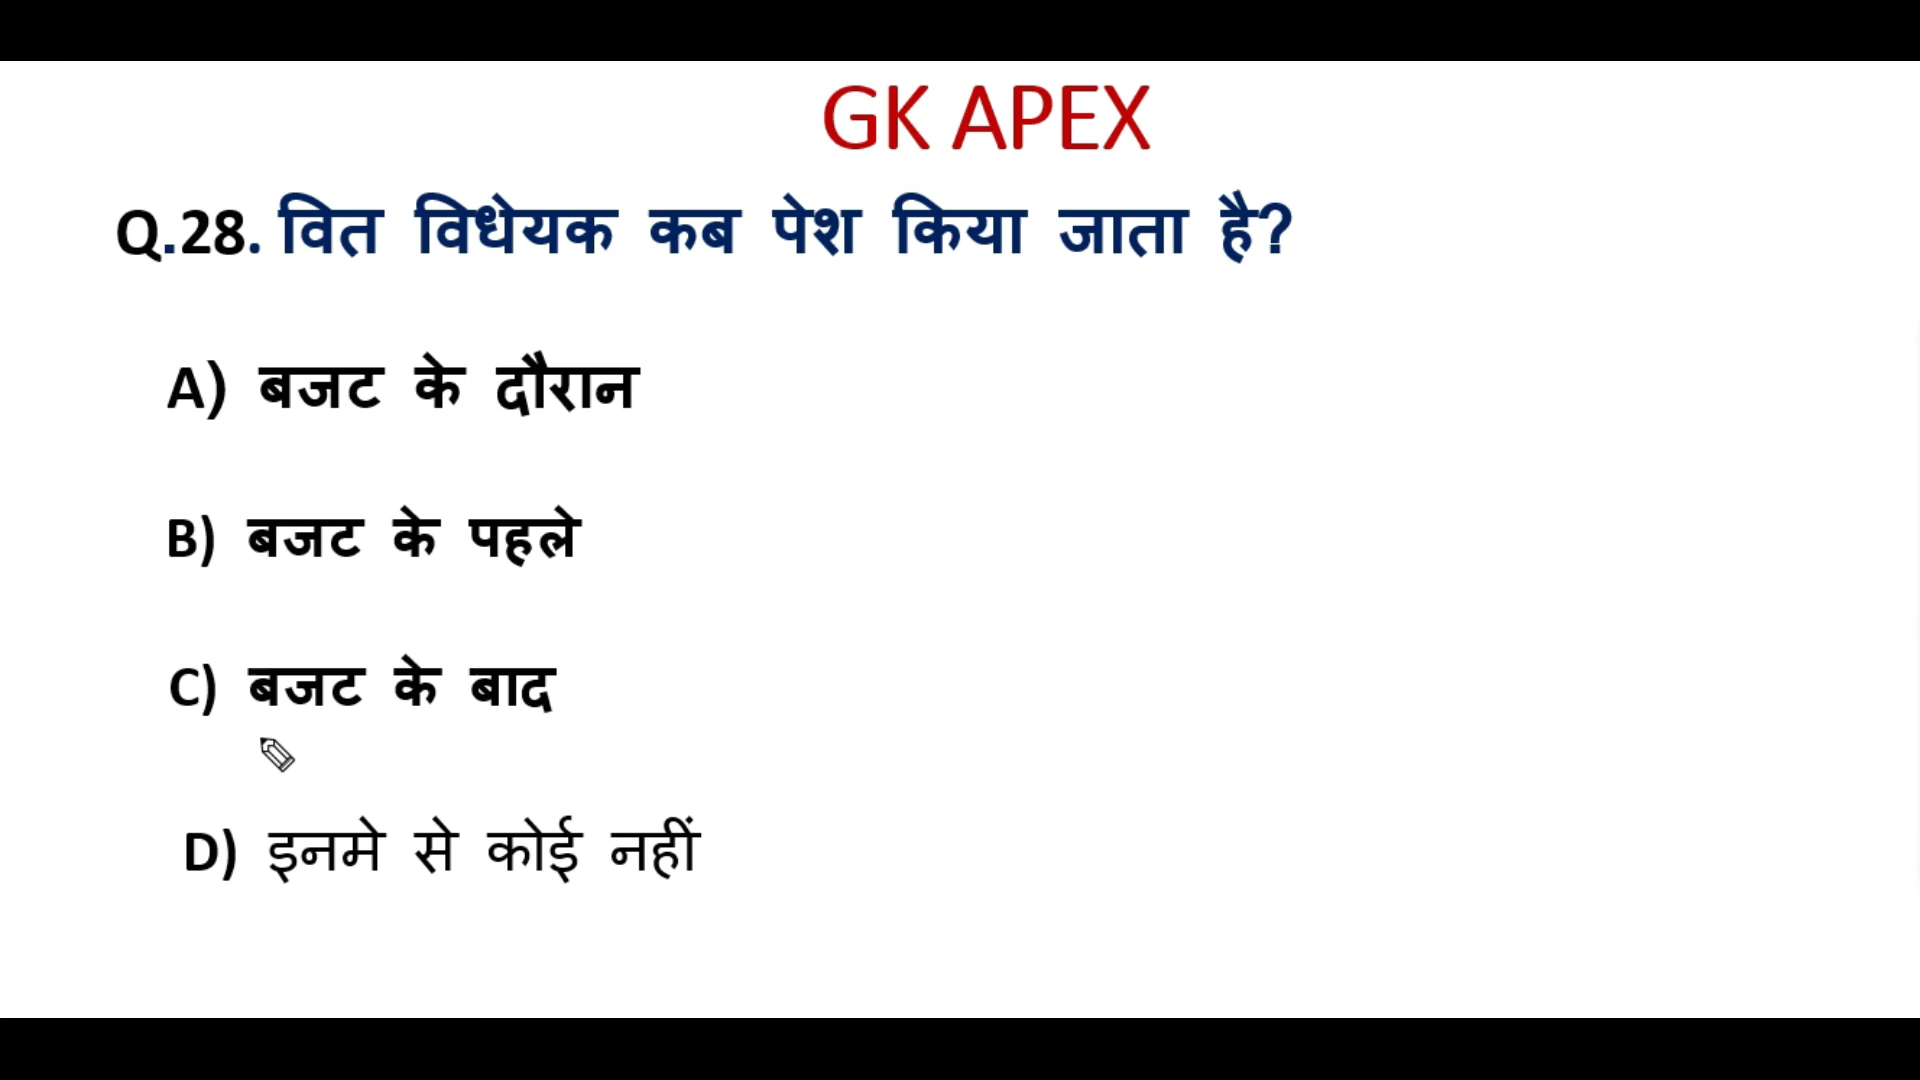 GK APEX
Q.28. वित विधेयक कब पेश किया जाता है?
A) बजट के दौरान
B) बजट के पहले
C) बजट के बाद
D) इनमे से कोई नहीं